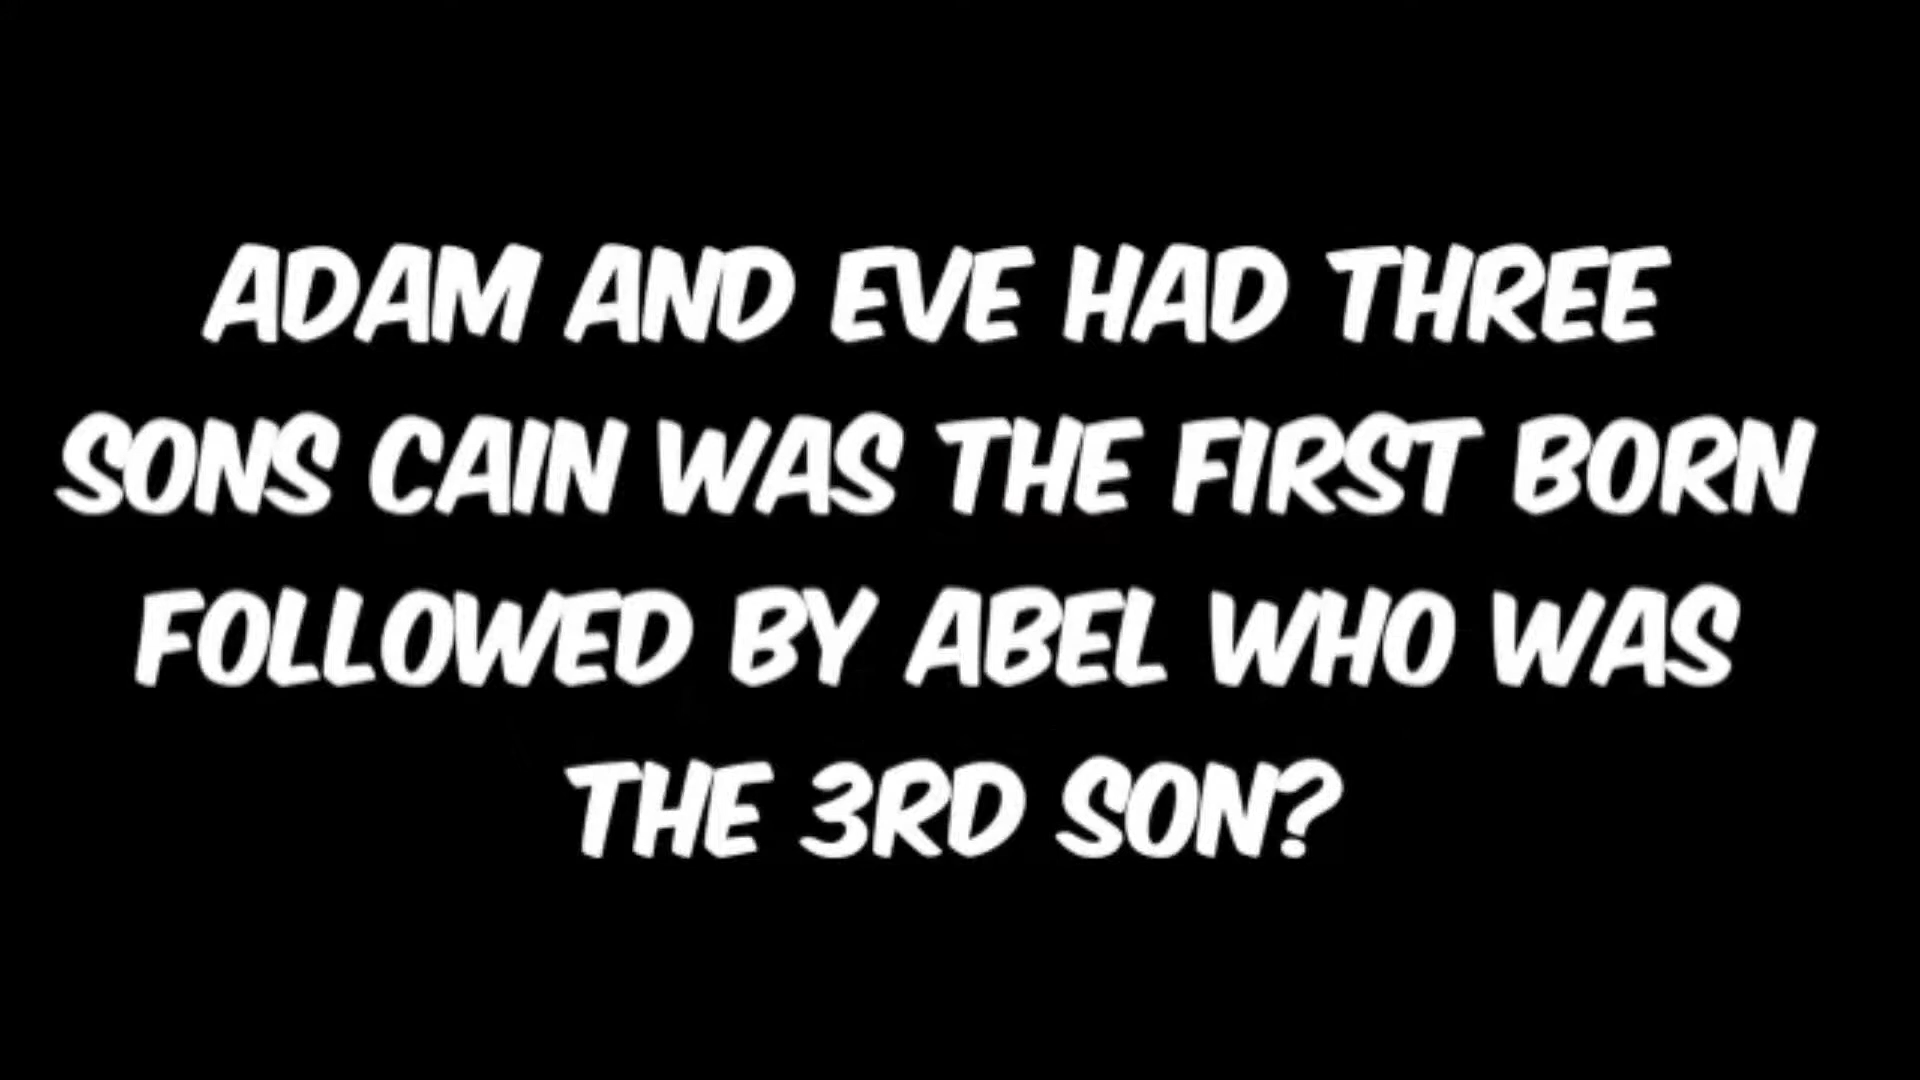 ADAM AND EVE HAD THREE
SONS CAIN WAS THE FIRST BORN
FOLLOWED BY ABEL WHO WAS
THE 3RD SON?